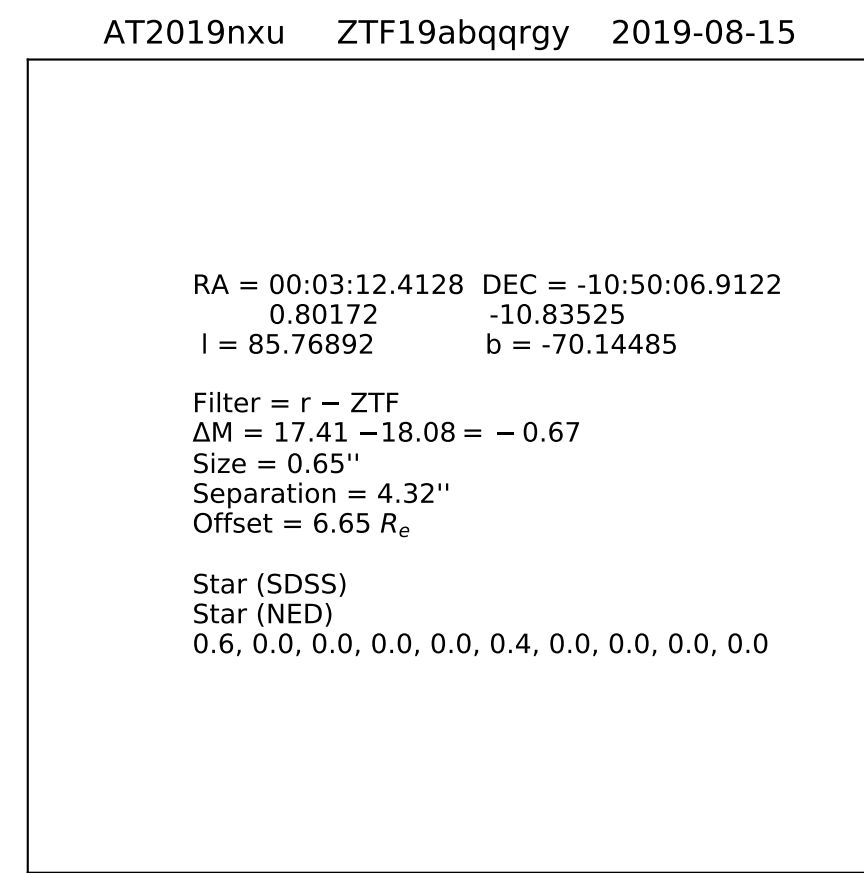 AT2019nxu ZTF19abqqrgy 2019-08-15
RA = 00:03:12.4128 DEC = -10:50:06.9122
0.80172 -10.83525
l = 85.76892 b = -70.14485
Filter = r − ZTF
ΔM = 17.41 −18.08 = − 0.67
Size = 0.65''
Separation = 4.32''
Offset = 6.65 Rₑ
Star (SDSS)
Star (NED)
0.6, 0.0, 0.0, 0.0, 0.0, 0.4, 0.0, 0.0, 0.0, 0.0